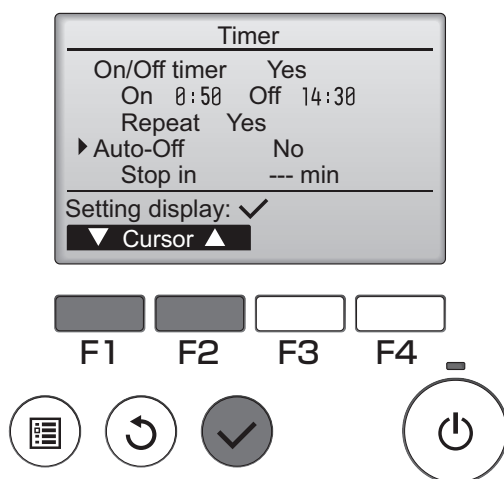 Timer
On/Off timer Yes
On 0:50 Off 14:30
Repeat Yes
Auto-Off No
Stop in --- min
Setting display: ✓
▼ Cursor ▲
F1 F2 F3 F4